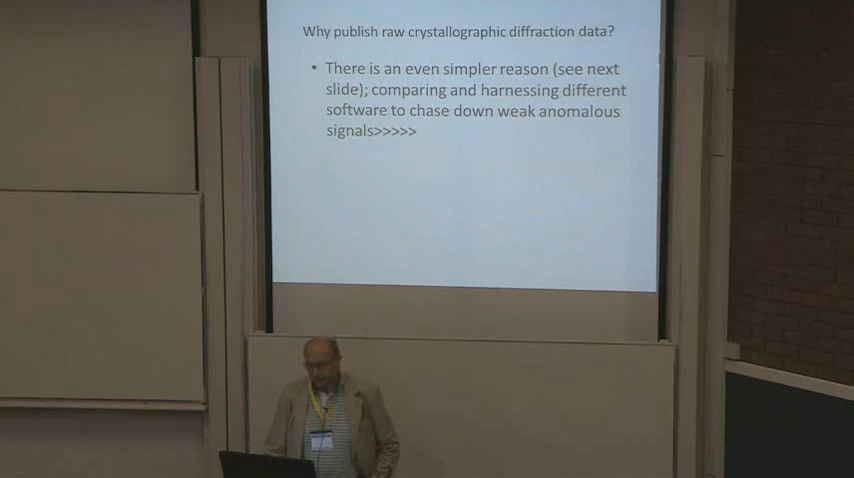 Why publish raw crystallographic diffraction data?
• There is an even simpler reason (see next
slide); comparing and harnessing different
software to chase down weak anomalous
signals>>>>>